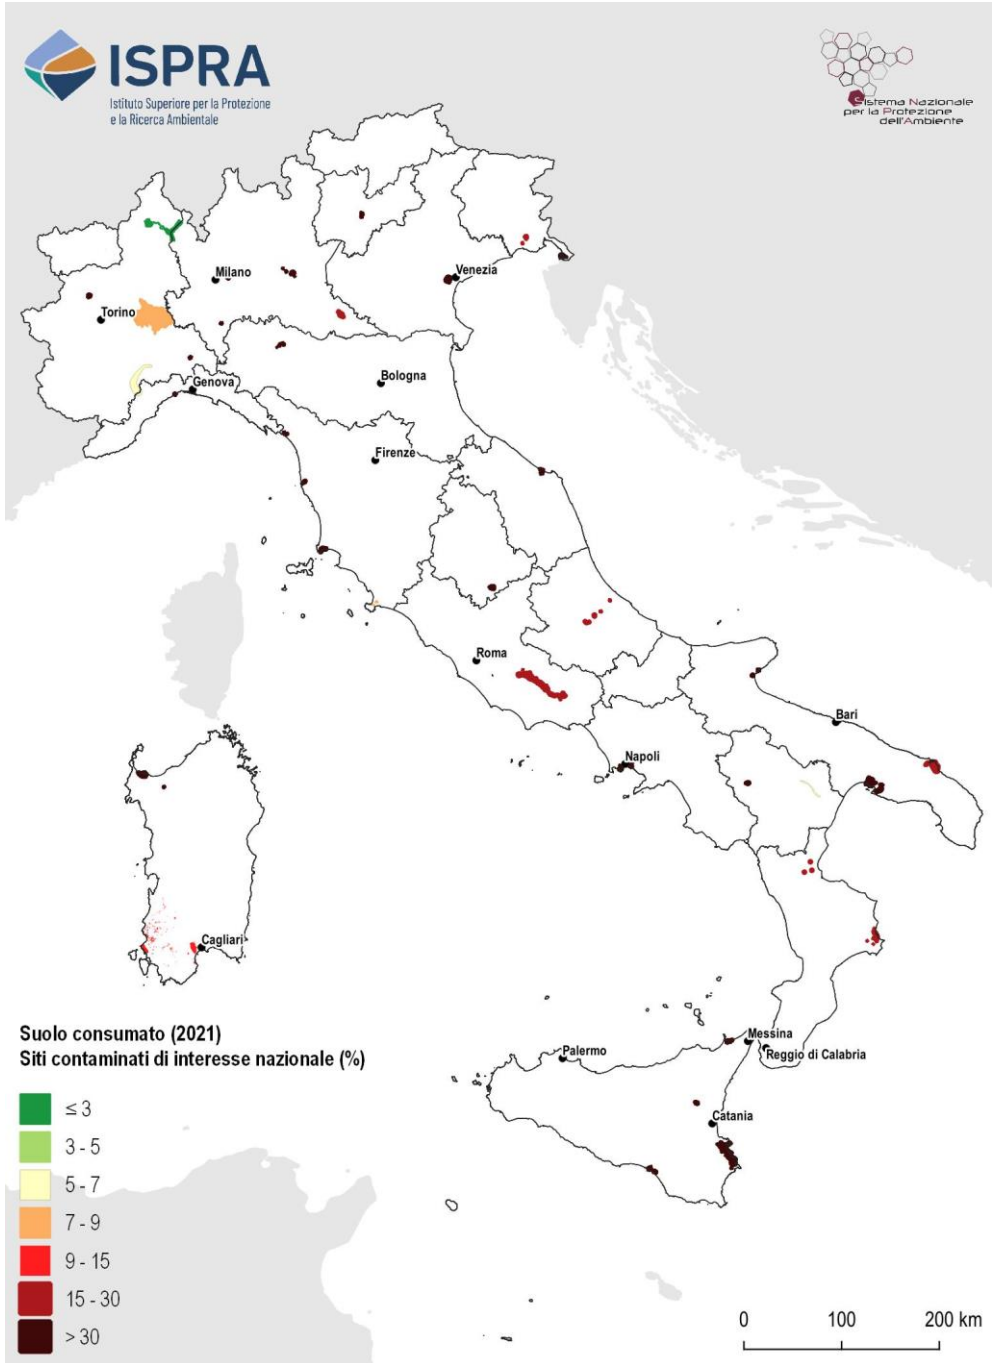 ISPRA
Istituto Superiore per la Protezione
e la Ricerca Ambientale
Sistema Nazionale
per la Protezione
dell'Ambiente
Milano
Venezia
Torino
Genova
Bologna
Firenze
Roma
Bari
Napoli
Cagliari
Messina
Palermo
Reggio di Calabria
Catania
Suolo consumato (2021)
Siti contaminati di interesse nazionale (%)
≤ 3
3 - 5
5 - 7
7 - 9
9 - 15
15 - 30
> 30
0 100 200 km